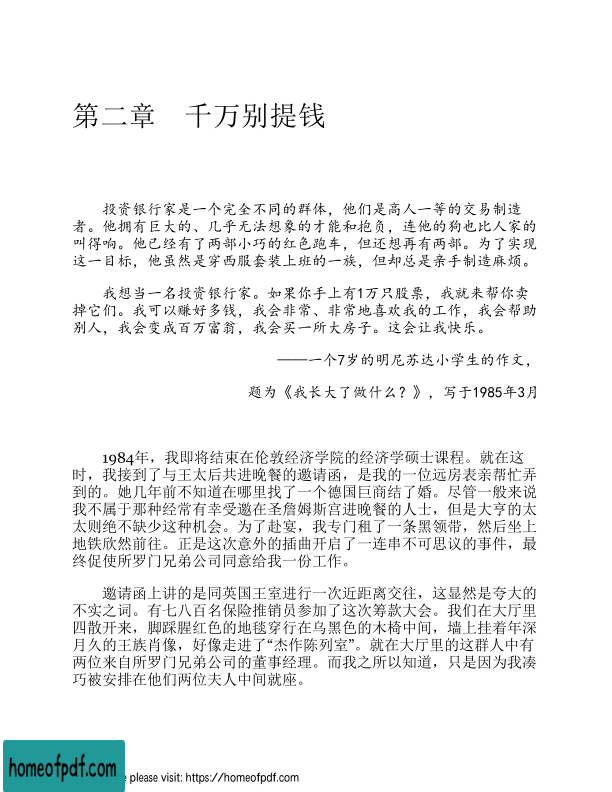 第二章　千万别提钱
投资银行家是一个完全不同的群体，他们是高人一等的交易制造
者。他拥有巨大的、几乎无法想象的才能和抱负，连他的狗也比人家的
叫得响。他已经有了两部小巧的红色跑车，但还想再有两部。为了实现
这一目标，他虽然是穿西服套装上班的一族，但却总是亲手制造麻烦。
我想当一名投资银行家。如果你手上有1万只股票，我就来帮你卖
掉它们。我可以赚好多钱，我会非常、非常地喜欢我的工作，我会帮助
别人，我会变成百万富翁，我会买一所大房子。这会让我快乐。
——一个7岁的明尼苏达小学生的作文，
题为《我长大了做什么？》，写于1985年3月
1984年，我即将结束在伦敦经济学院的经济学硕士课程。就在这
时，我接到了与王太后共进晚餐的邀请函，是我的一位远房表亲帮忙弄
到的。她几年前不知道在哪里找了一个德国巨商结了婚。尽管一般来说
我不属于那种经常有幸受邀在圣詹姆斯宫进晚餐的人士，但是大亨的太
太则绝不缺少这种机会。为了赴宴，我专门租了一条黑领带，然后坐上
地铁欣然前往。正是这次意外的插曲开启了一连串不可思议的事件，最
终促使所罗门兄弟公司同意给我一份工作。
邀请函上讲的是同英国王室进行一次近距离交往，这显然是夸大的
不实之词。有七八百名保险推销员参加了这次筹款大会。我们在大厅里
四散开来，脚踩腥红色的地毯穿行在乌黑色的木椅中间，墙上挂着年深
月久的王族肖像，好像走进了“杰作陈列室”。就在大厅里的这群人中有
两位来自所罗门兄弟公司的董事经理。而我之所以知道，只是因为我凑
巧被安排在他们两位夫人中间就座。
homeofpdf.com
e please visit: https://homeofpdf.com